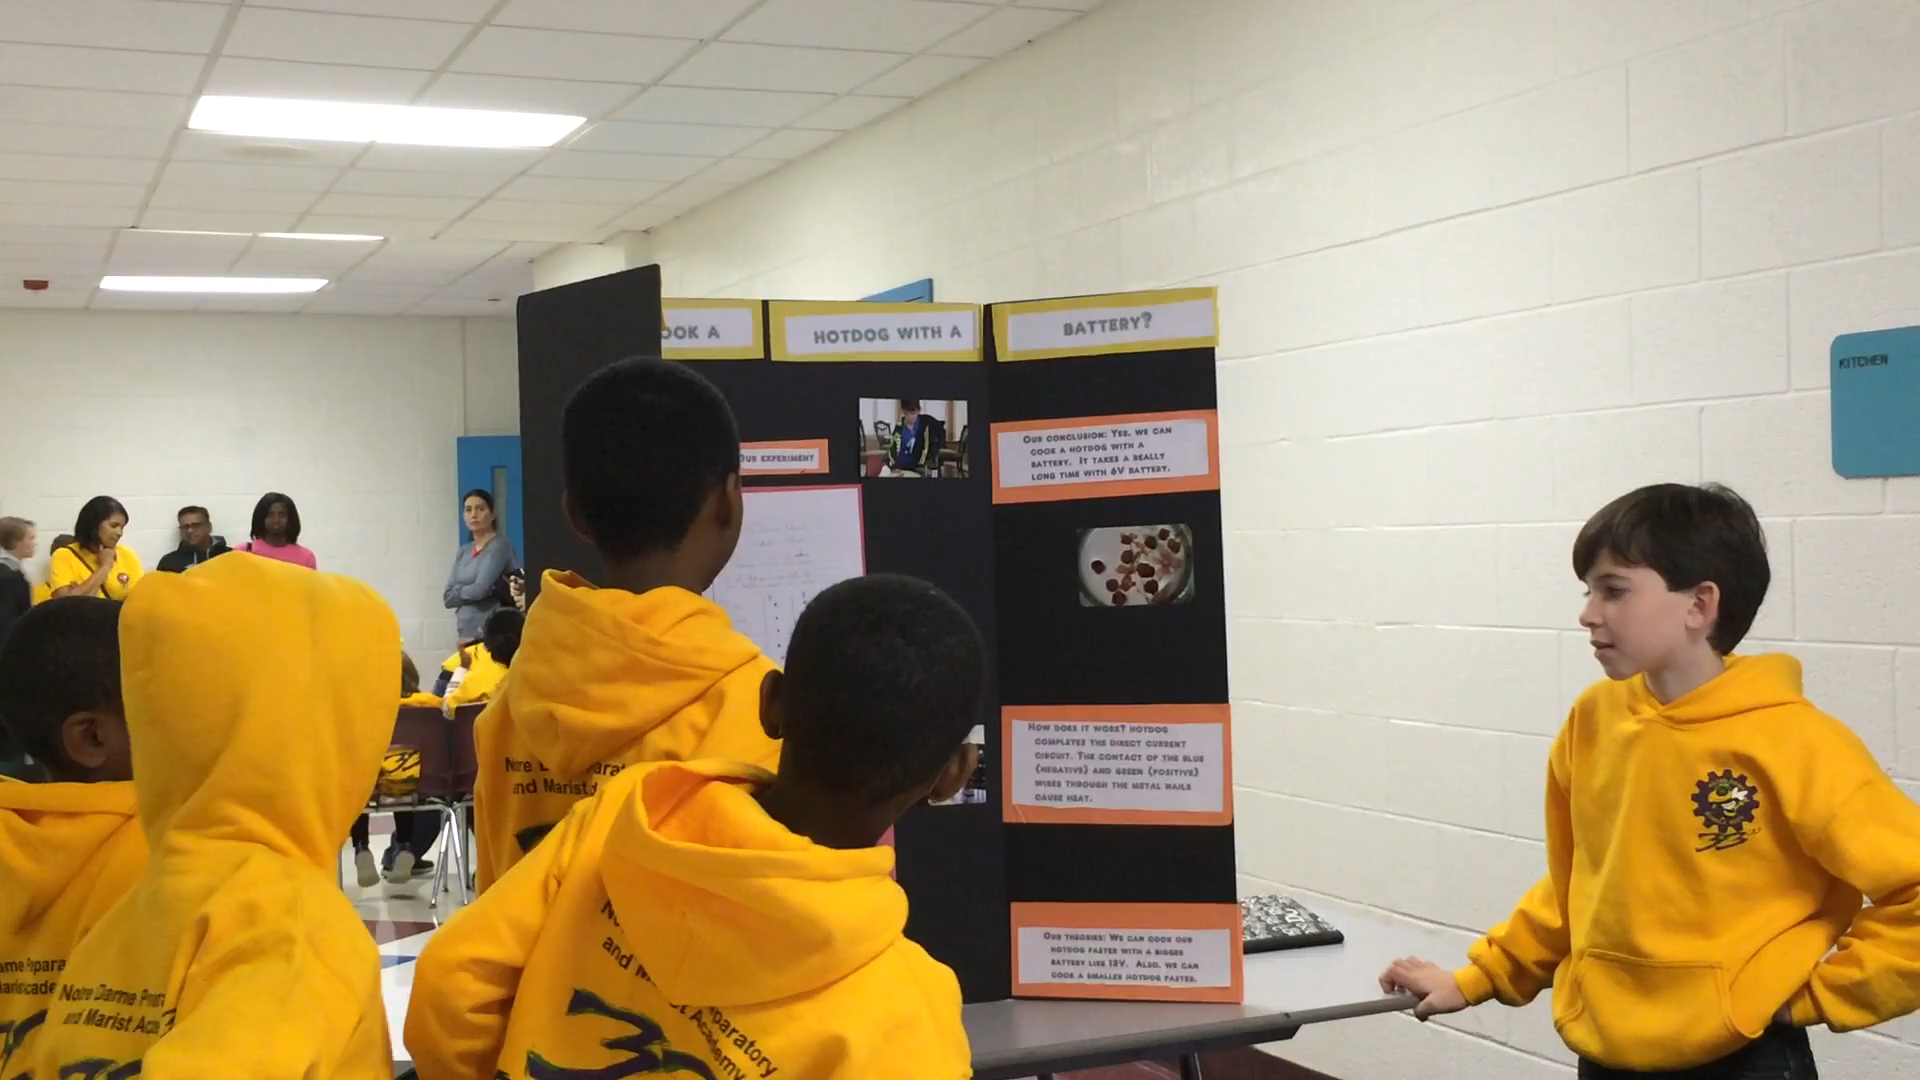 OOK A
HOTDOG WITH A
BATTERY?
KITCHEN
OUR EXPERIMENT
OUR CONCLUSION: YES, WE CAN
COOK A HOTDOG WITH A
BATTERY. IT TAKES A REALLY
LONG TIME WITH 6V BATTERY.
HOW DOES IT WORK? HOTDOG
COMPLETES THE DIRECT CURRENT
CIRCUIT. THE CONTACT OF THE BLUE
(NEGATIVE) AND GREEN (POSITIVE)
WIRES THROUGH THE METAL NAILS
CAUSE HEAT.
OUR THEORIES: WE CAN COOK OUR
HOTDOG FASTER WITH A BIGGER
BATTERY LIKE 12V. ALSO, WE CAN
COOK A SMALLER HOTDOG FASTER.
Notre Dame
and Marist
and
paratory
Academy
33